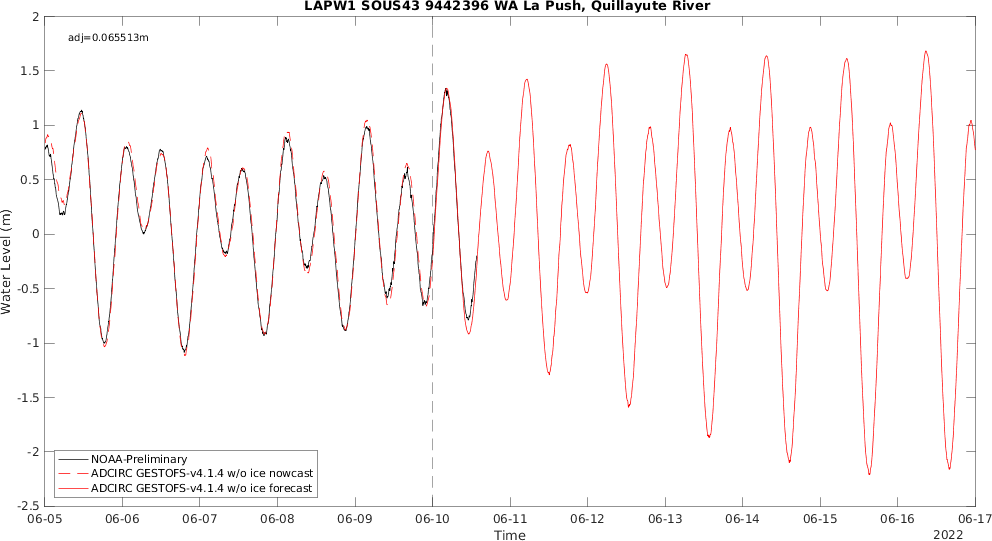 LAPW1 SOUS43 9442396 WA La Push, Quillayute River
adj=0.065513m
2
1.5
1
0.5
0
-0.5
-1
-1.5
-2
-2.5
Water Level (m)
NOAA-Preliminary
ADCIRC GESTOFS-v4.1.4 w/o ice nowcast
ADCIRC GESTOFS-v4.1.4 w/o ice forecast
06-05 06-06 06-07 06-08 06-09 06-10 06-11 06-12 06-13 06-14 06-15 06-16 06-17
Time
2022